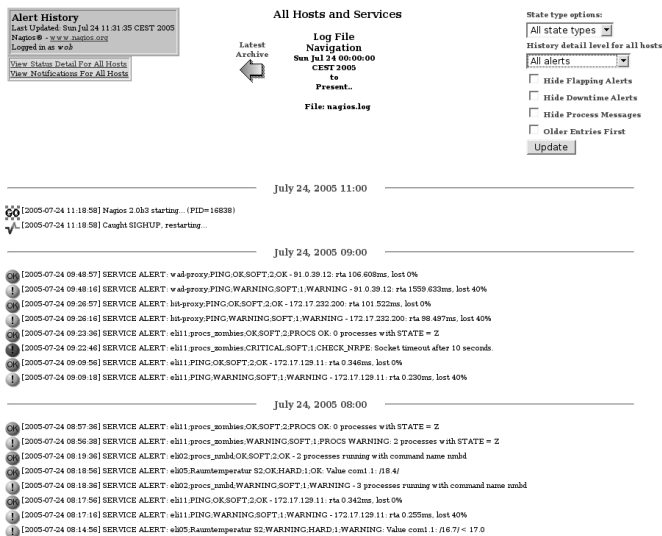 Alert History
Last Updated: Sun Jul 24 11:31:35 CEST 2005
Nagios® - www.nagios.org
Logged in as wob
View Status Detail For All Hosts
View Notifications For All Hosts
All Hosts and Services
Latest
Archive
Log File
Navigation
Sun Jul 24 00:00:00
CEST 2005
to
Present..
File: nagios.log
State type options:
All state types
History detail level for all hosts
All alerts
Hide Flapping Alerts
Hide Downtime Alerts
Hide Process Messages
Older Entries First
Update
July 24, 2005 11:00
GO [2005-07-24 11:18:58] Nagios 2.0b3 starting... (PID=16838)
[2005-07-24 11:18:58] Caught SIGHUP, restarting...
July 24, 2005 09:00
OK [2005-07-24 09:48:57] SERVICE ALERT: wad-proxy;PING;OK;SOFT;2;OK - 91.0.39.12: rta 106.608ms, lost 0%
! [2005-07-24 09:48:16] SERVICE ALERT: wad-proxy;PING;WARNING;SOFT;1;WARNING - 91.0.39.12: rta 1559.633ms, lost 40%
OK [2005-07-24 09:26:57] SERVICE ALERT: bit-proxy;PING;OK;SOFT;2;OK - 172.17.232.200: rta 101.522ms, lost 0%
! [2005-07-24 09:26:16] SERVICE ALERT: bit-proxy;PING;WARNING;SOFT;1;WARNING - 172.17.232.200: rta 98.497ms, lost 40%
OK [2005-07-24 09:23:36] SERVICE ALERT: eli11;procs_zombies;OK;SOFT;2;PROCS OK: 0 processes with STATE = Z
! [2005-07-24 09:22:46] SERVICE ALERT: eli11;procs_zombies;CRITICAL;SOFT;1;CHECK_NRPE: Socket timeout after 10 seconds.
OK [2005-07-24 09:09:56] SERVICE ALERT: eli11;PING;OK;SOFT;2;OK - 172.17.129.11: rta 0.346ms, lost 0%
! [2005-07-24 09:09:18] SERVICE ALERT: eli11;PING;WARNING;SOFT;1;WARNING - 172.17.129.11: rta 0.230ms, lost 40%
July 24, 2005 08:00
OK [2005-07-24 08:57:36] SERVICE ALERT: eli11;procs_zombies;OK;SOFT;2;PROCS OK: 0 processes with STATE = Z
! [2005-07-24 08:56:38] SERVICE ALERT: eli11;procs_zombies;WARNING;SOFT;1;PROCS WARNING: 2 processes with STATE = Z
OK [2005-07-24 08:19:36] SERVICE ALERT: eli02;procs_nmbd;OK;SOFT;2;OK - 2 processes running with command name nmbd
OK [2005-07-24 08:18:56] SERVICE ALERT: eli05;Raumtemperatur S2;OK;HARD;1;OK: Value com1.1: /18.4/
! [2005-07-24 08:18:36] SERVICE ALERT: eli02;procs_nmbd;WARNING;SOFT;1;WARNING - 3 processes running with command name nmbd
OK [2005-07-24 08:17:56] SERVICE ALERT: eli11;PING;OK;SOFT;2;OK - 172.17.129.11: rta 0.342ms, lost 0%
! [2005-07-24 08:17:16] SERVICE ALERT: eli11;PING;WARNING;SOFT;1;WARNING - 172.17.129.11: rta 0.255ms, lost 40%
! [2005-07-24 08:14:56] SERVICE ALERT: eli05;Raumtemperatur S2;WARNING;HARD;1;WARNING: Value com1.1: /16.7/ < 17.0